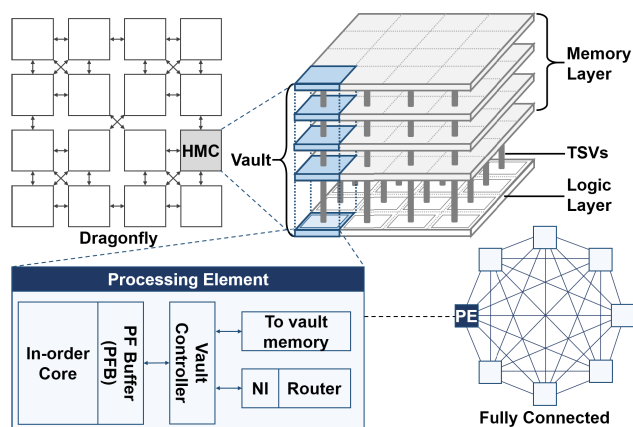 HMC
Dragonfly
Vault
Memory
Layer
TSVs
Logic
Layer
Processing Element
In-order
Core
PF Buffer
(PFB)
Vault
Controller
To vault
memory
NI
Router
PE
Fully Connected